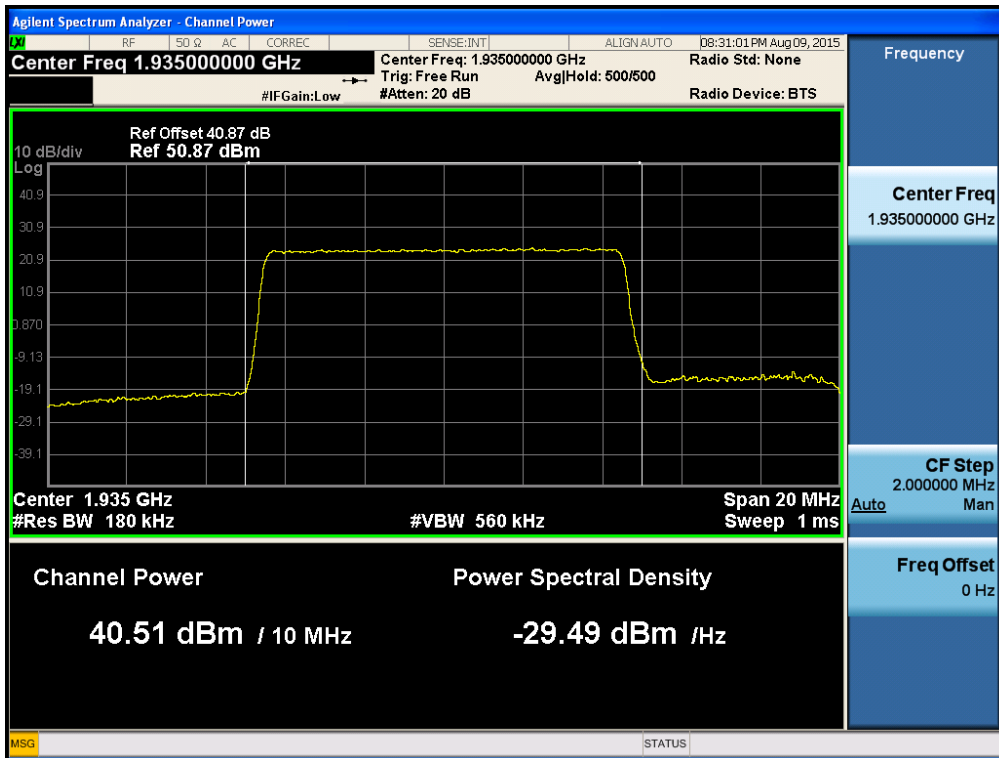 Agilent Spectrum Analyzer - Channel Power
LXI RF 50 Ω AC CORREC SENSE:INT ALIGN AUTO 08:31:01 PM Aug 09, 2015
Center Freq 1.935000000 GHz
Center Freq: 1.935000000 GHz
Radio Std: None
Trig: Free Run Avg|Hold: 500/500
#IFGain:Low
#Atten: 20 dB
Radio Device: BTS
Ref Offset 40.87 dB
10 dB/div Ref 50.87 dBm
Log
40.9
30.9
20.9
10.9
0.870
-9.13
-19.1
-29.1
-39.1
Center 1.935 GHz Span 20 MHz
#Res BW 180 kHz #VBW 560 kHz Sweep 1 ms
Channel Power Power Spectral Density
40.51 dBm / 10 MHz -29.49 dBm /Hz
Frequency
Center Freq
1.935000000 GHz
CF Step
2.000000 MHz
Auto Man
Freq Offset
0 Hz
MSG STATUS